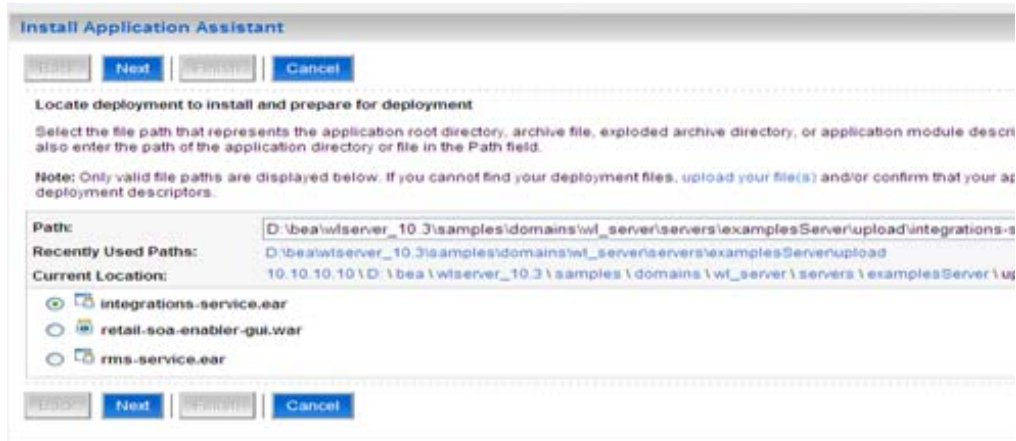 Install Application Assistant
Back Next Finish Cancel
Locate deployment to install and prepare for deployment
Select the file path that represents the application root directory, archive file, exploded archive directory, or application module descri
also enter the path of the application directory or file in the Path field.
Note: Only valid file paths are displayed below. If you cannot find your deployment files, upload your file(s) and/or confirm that your ap
deployment descriptors.
Path: D:\bea\wlserver_10.3\samples\domains\wl_server\servers\examplesServer\upload\integrations-s
Recently Used Paths: D:\bea\wlserver_10.3\samples\domains\wl_server\servers\examplesServer\upload
Current Location: 10.10.10.10 \ D: \ bea \ wlserver_10.3 \ samples \ domains \ wl_server \ servers \ examplesServer \ up
integrations-service.ear
retail-soa-enabler-gui.war
rms-service.ear
Back Next Finish Cancel